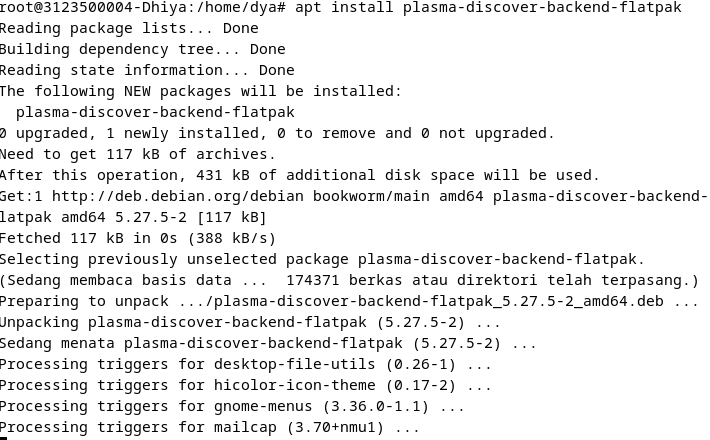 root@3123500004-Dhiya:/home/dya# apt install plasma-discover-backend-flatpak
Reading package lists... Done
Building dependency tree... Done
Reading state information... Done
The following NEW packages will be installed:
  plasma-discover-backend-flatpak
0 upgraded, 1 newly installed, 0 to remove and 0 not upgraded.
Need to get 117 kB of archives.
After this operation, 431 kB of additional disk space will be used.
Get:1 http://deb.debian.org/debian bookworm/main amd64 plasma-discover-backend-
latpak amd64 5.27.5-2 [117 kB]
Fetched 117 kB in 0s (388 kB/s)
Selecting previously unselected package plasma-discover-backend-flatpak.
(Sedang membaca basis data ...  174371 berkas atau direktori telah terpasang.)
Preparing to unpack .../plasma-discover-backend-flatpak_5.27.5-2_amd64.deb ...
Unpacking plasma-discover-backend-flatpak (5.27.5-2) ...
Sedang menata plasma-discover-backend-flatpak (5.27.5-2) ...
Processing triggers for desktop-file-utils (0.26-1) ...
Processing triggers for hicolor-icon-theme (0.17-2) ...
Processing triggers for gnome-menus (3.36.0-1.1) ...
Processing triggers for mailcap (3.70+nmu1) ...